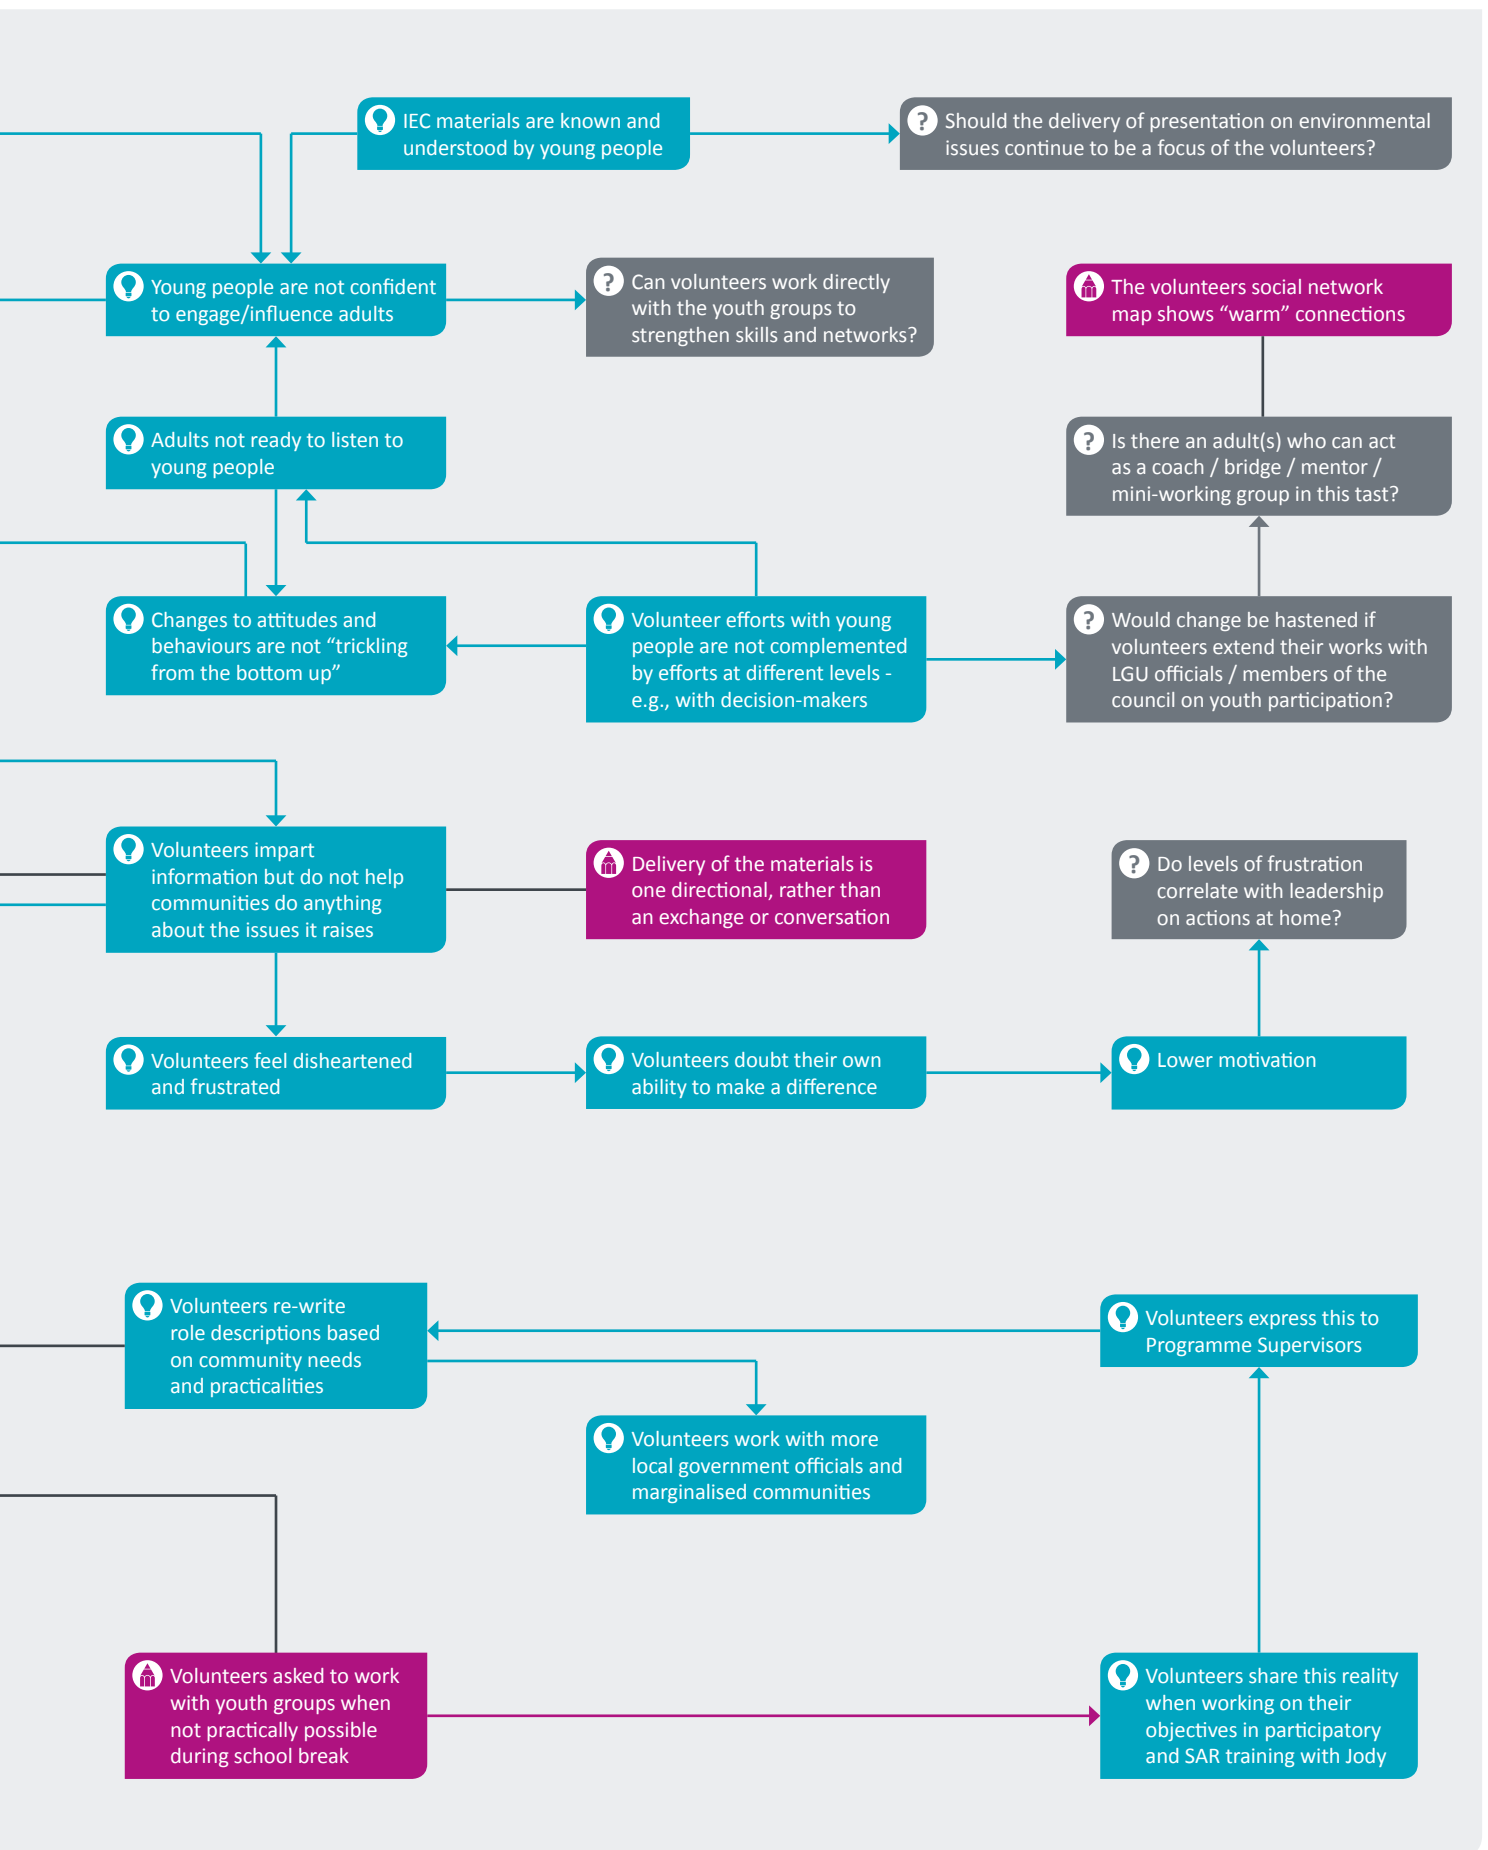 IEC materials are known and
understood by young people
? Should the delivery of presentation on environmental
issues continue to be a focus of the volunteers?
Young people are not confident
to engage/influence adults
? Can volunteers work directly
with the youth groups to
strengthen skills and networks?
The volunteers social network
map shows “warm” connections
Adults not ready to listen to
young people
? Is there an adult(s) who can act
as a coach / bridge / mentor /
mini-working group in this tast?
Changes to attitudes and
behaviours are not “trickling
from the bottom up”
Volunteer efforts with young
people are not complemented
by efforts at different levels -
e.g., with decision-makers
? Would change be hastened if
volunteers extend their works with
LGU officials / members of the
council on youth participation?
Volunteers impart
information but do not help
communities do anything
about the issues it raises
Delivery of the materials is
one directional, rather than
an exchange or conversation
? Do levels of frustration
correlate with leadership
on actions at home?
Volunteers feel disheartened
and frustrated
Volunteers doubt their own
ability to make a difference
Lower motivation
Volunteers re-write
role descriptions based
on community needs
and practicalities
Volunteers express this to
Programme Supervisors
Volunteers work with more
local government officials and
marginalised communities
Volunteers asked to work
with youth groups when
not practically possible
during school break
Volunteers share this reality
when working on their
objectives in participatory
and SAR training with Jody